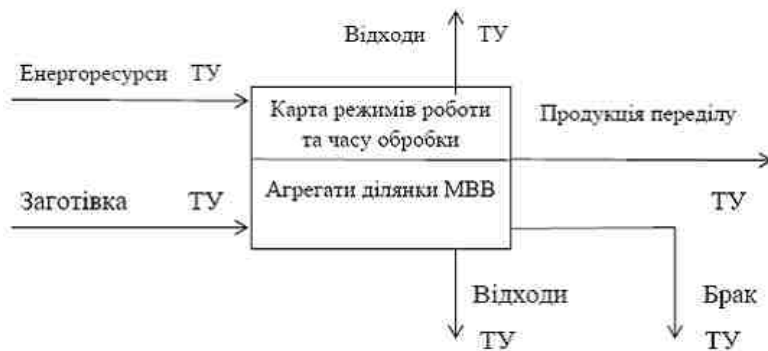 Відходи ТУ
Енергоресурси ТУ
Карта режимів роботи
та часу обробки
Продукція переділу
ТУ
Агрегати ділянки МВВ
Заготівка ТУ
Відходи
ТУ
Брак
ТУ